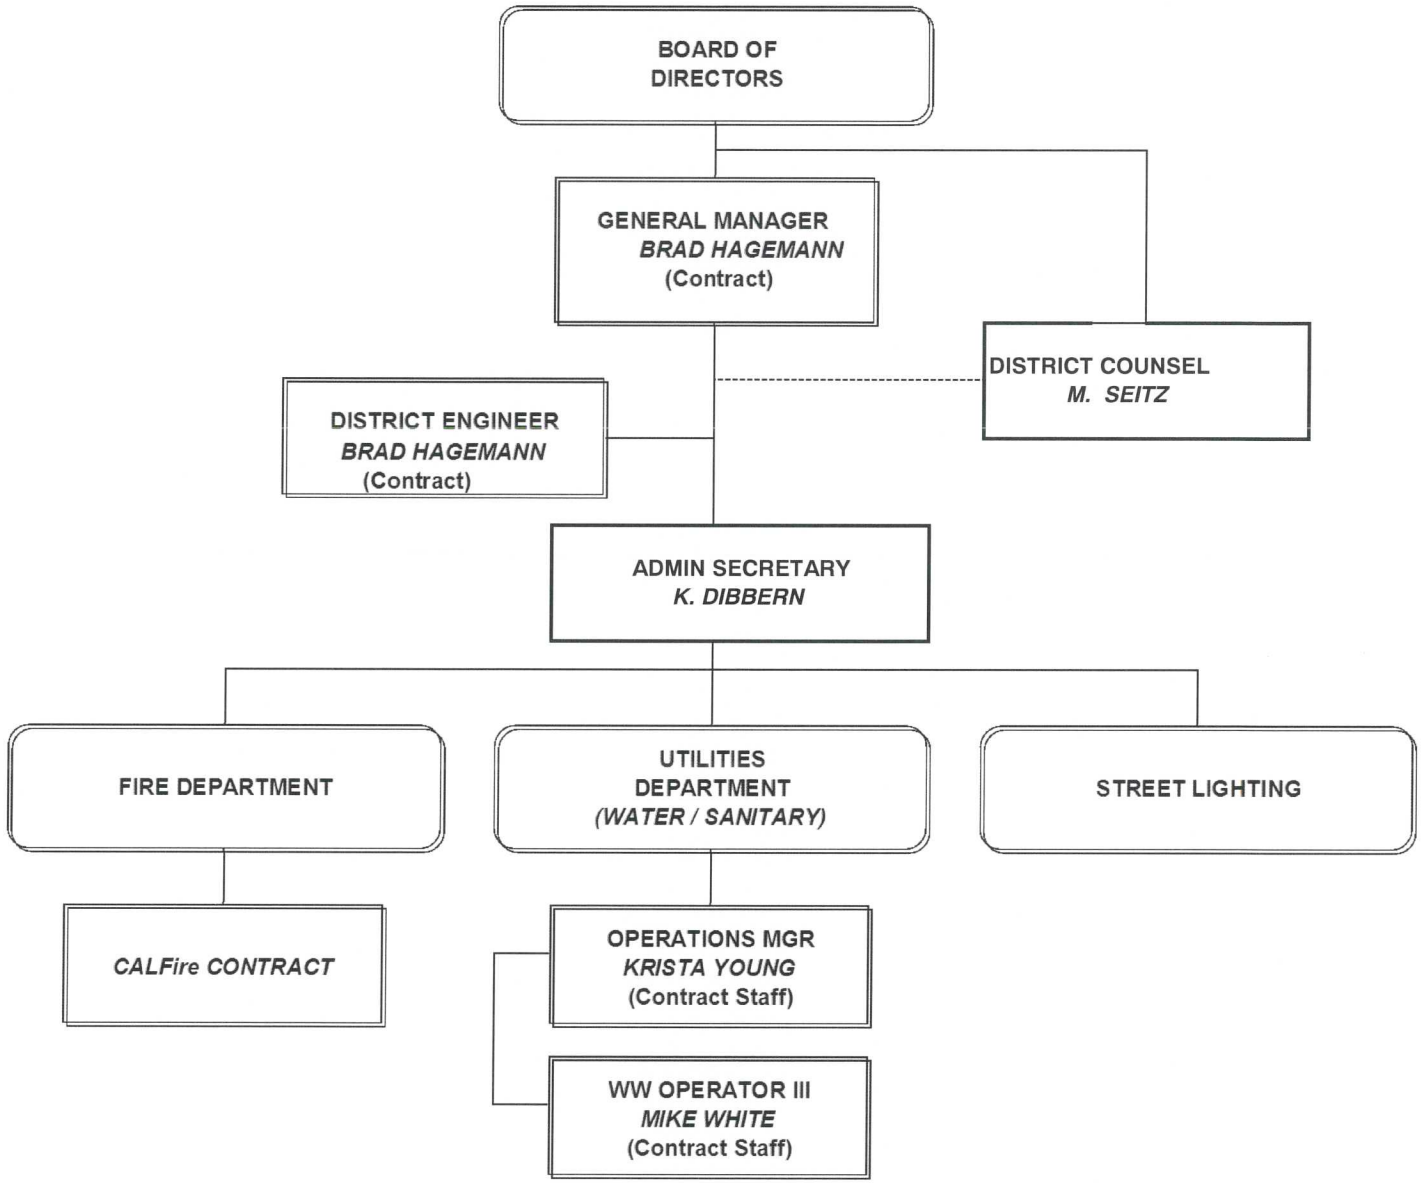 BOARD OF
DIRECTORS
GENERAL MANAGER
BRAD HAGEMANN
(Contract)
DISTRICT COUNSEL
M. SEITZ
DISTRICT ENGINEER
BRAD HAGEMANN
(Contract)
ADMIN SECRETARY
K. DIBBERN
FIRE DEPARTMENT
UTILITIES
DEPARTMENT
(WATER / SANITARY)
STREET LIGHTING
CALFire CONTRACT
OPERATIONS MGR
KRISTA YOUNG
(Contract Staff)
WW OPERATOR III
MIKE WHITE
(Contract Staff)